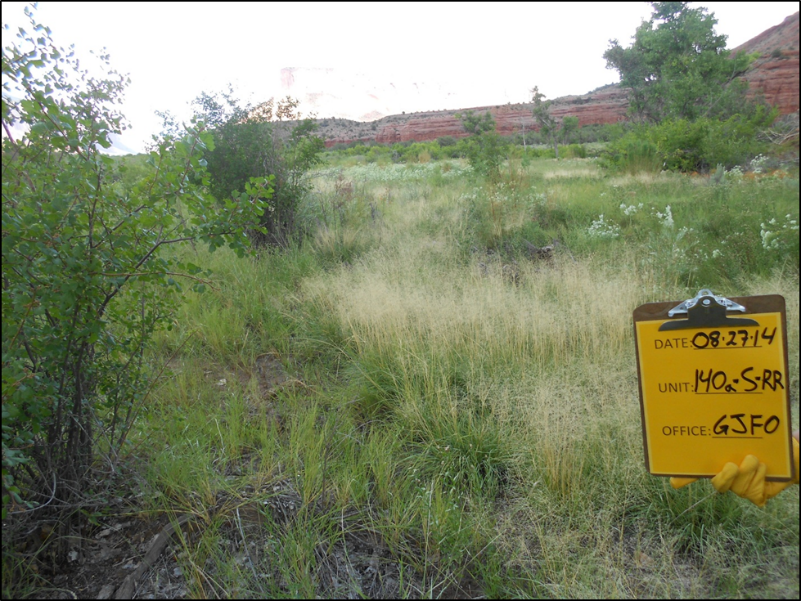 DATE: 08·27·14
UNIT: 140a·S·RR
OFFICE: GJFO